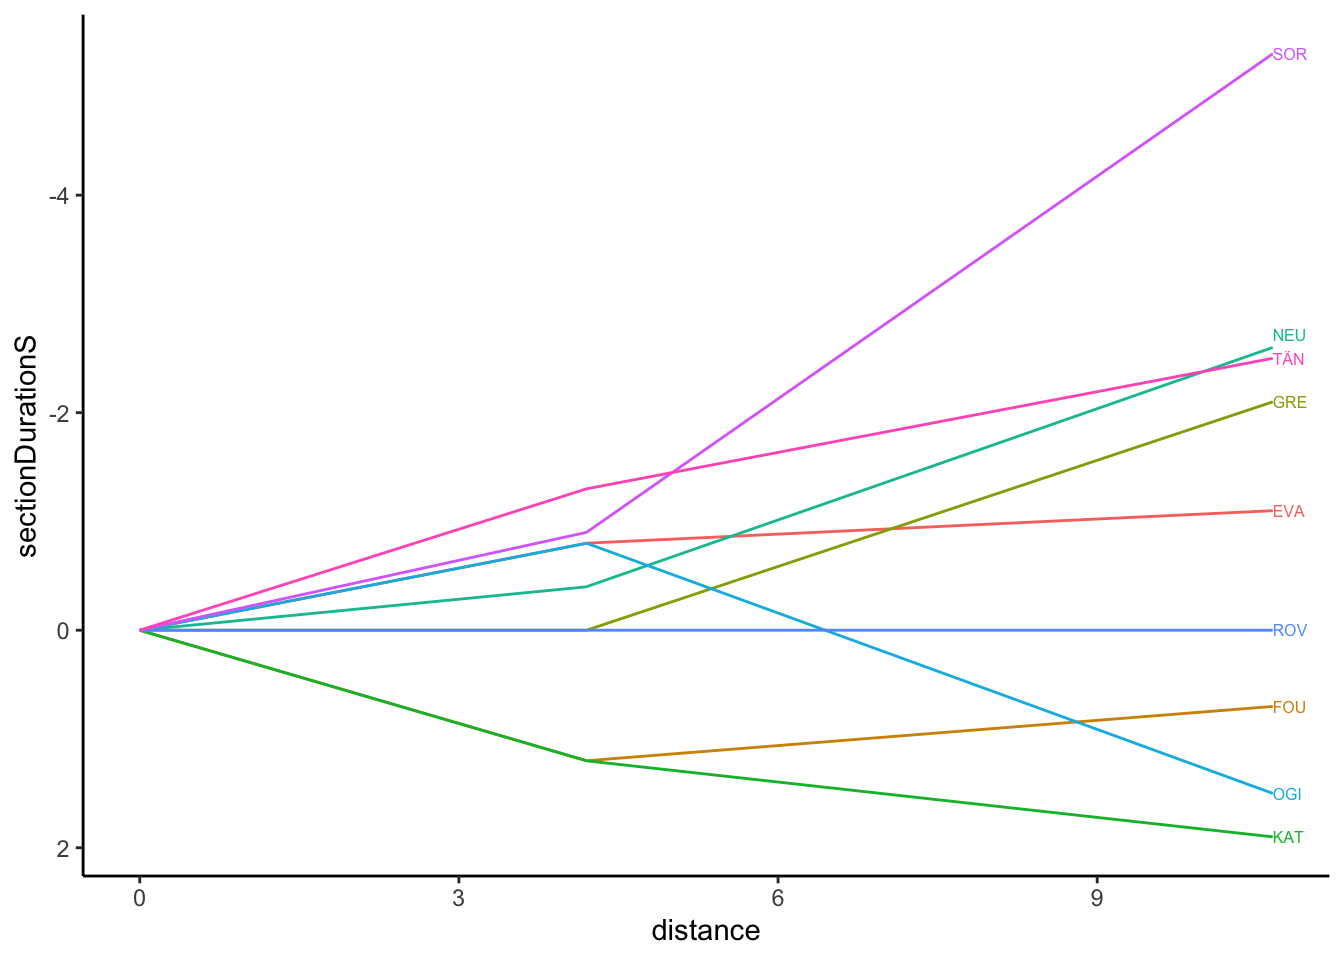 SOR
-4
NEU
TÄN
-2
GRE
EVA
sectionDurationS
0
ROV
FOU
OGI
KAT
2
0 3 6 9
distance